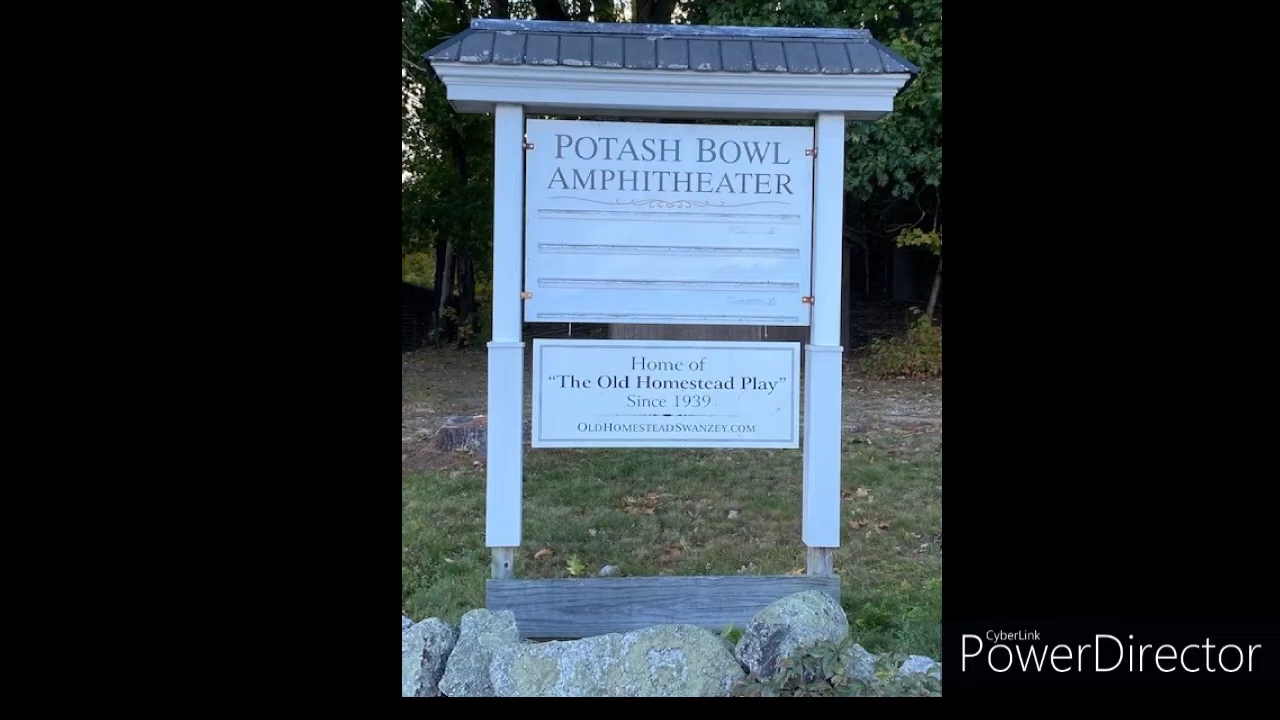 POTASH BOWL
AMPHITHEATER
Home of
"The Old Homestead Play"
Since 1939
OLDHOMESTEADSWANZEY.COM
CyberLink
PowerDirector